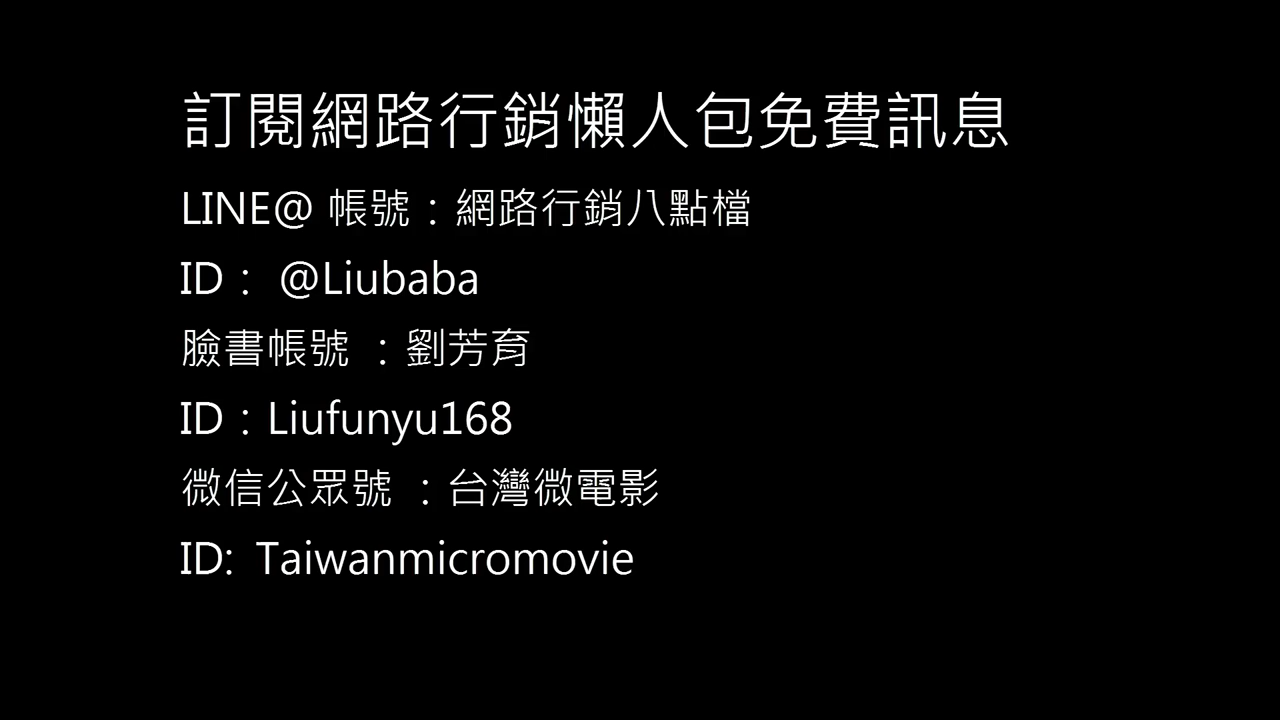 訂閱網路行銷懶人包免費訊息
LINE@ 帳號：網路行銷八點檔
ID： @Liubaba
臉書帳號 ：劉芳育
ID：Liufunyu168
微信公眾號 ：台灣微電影
ID: Taiwanmicromovie